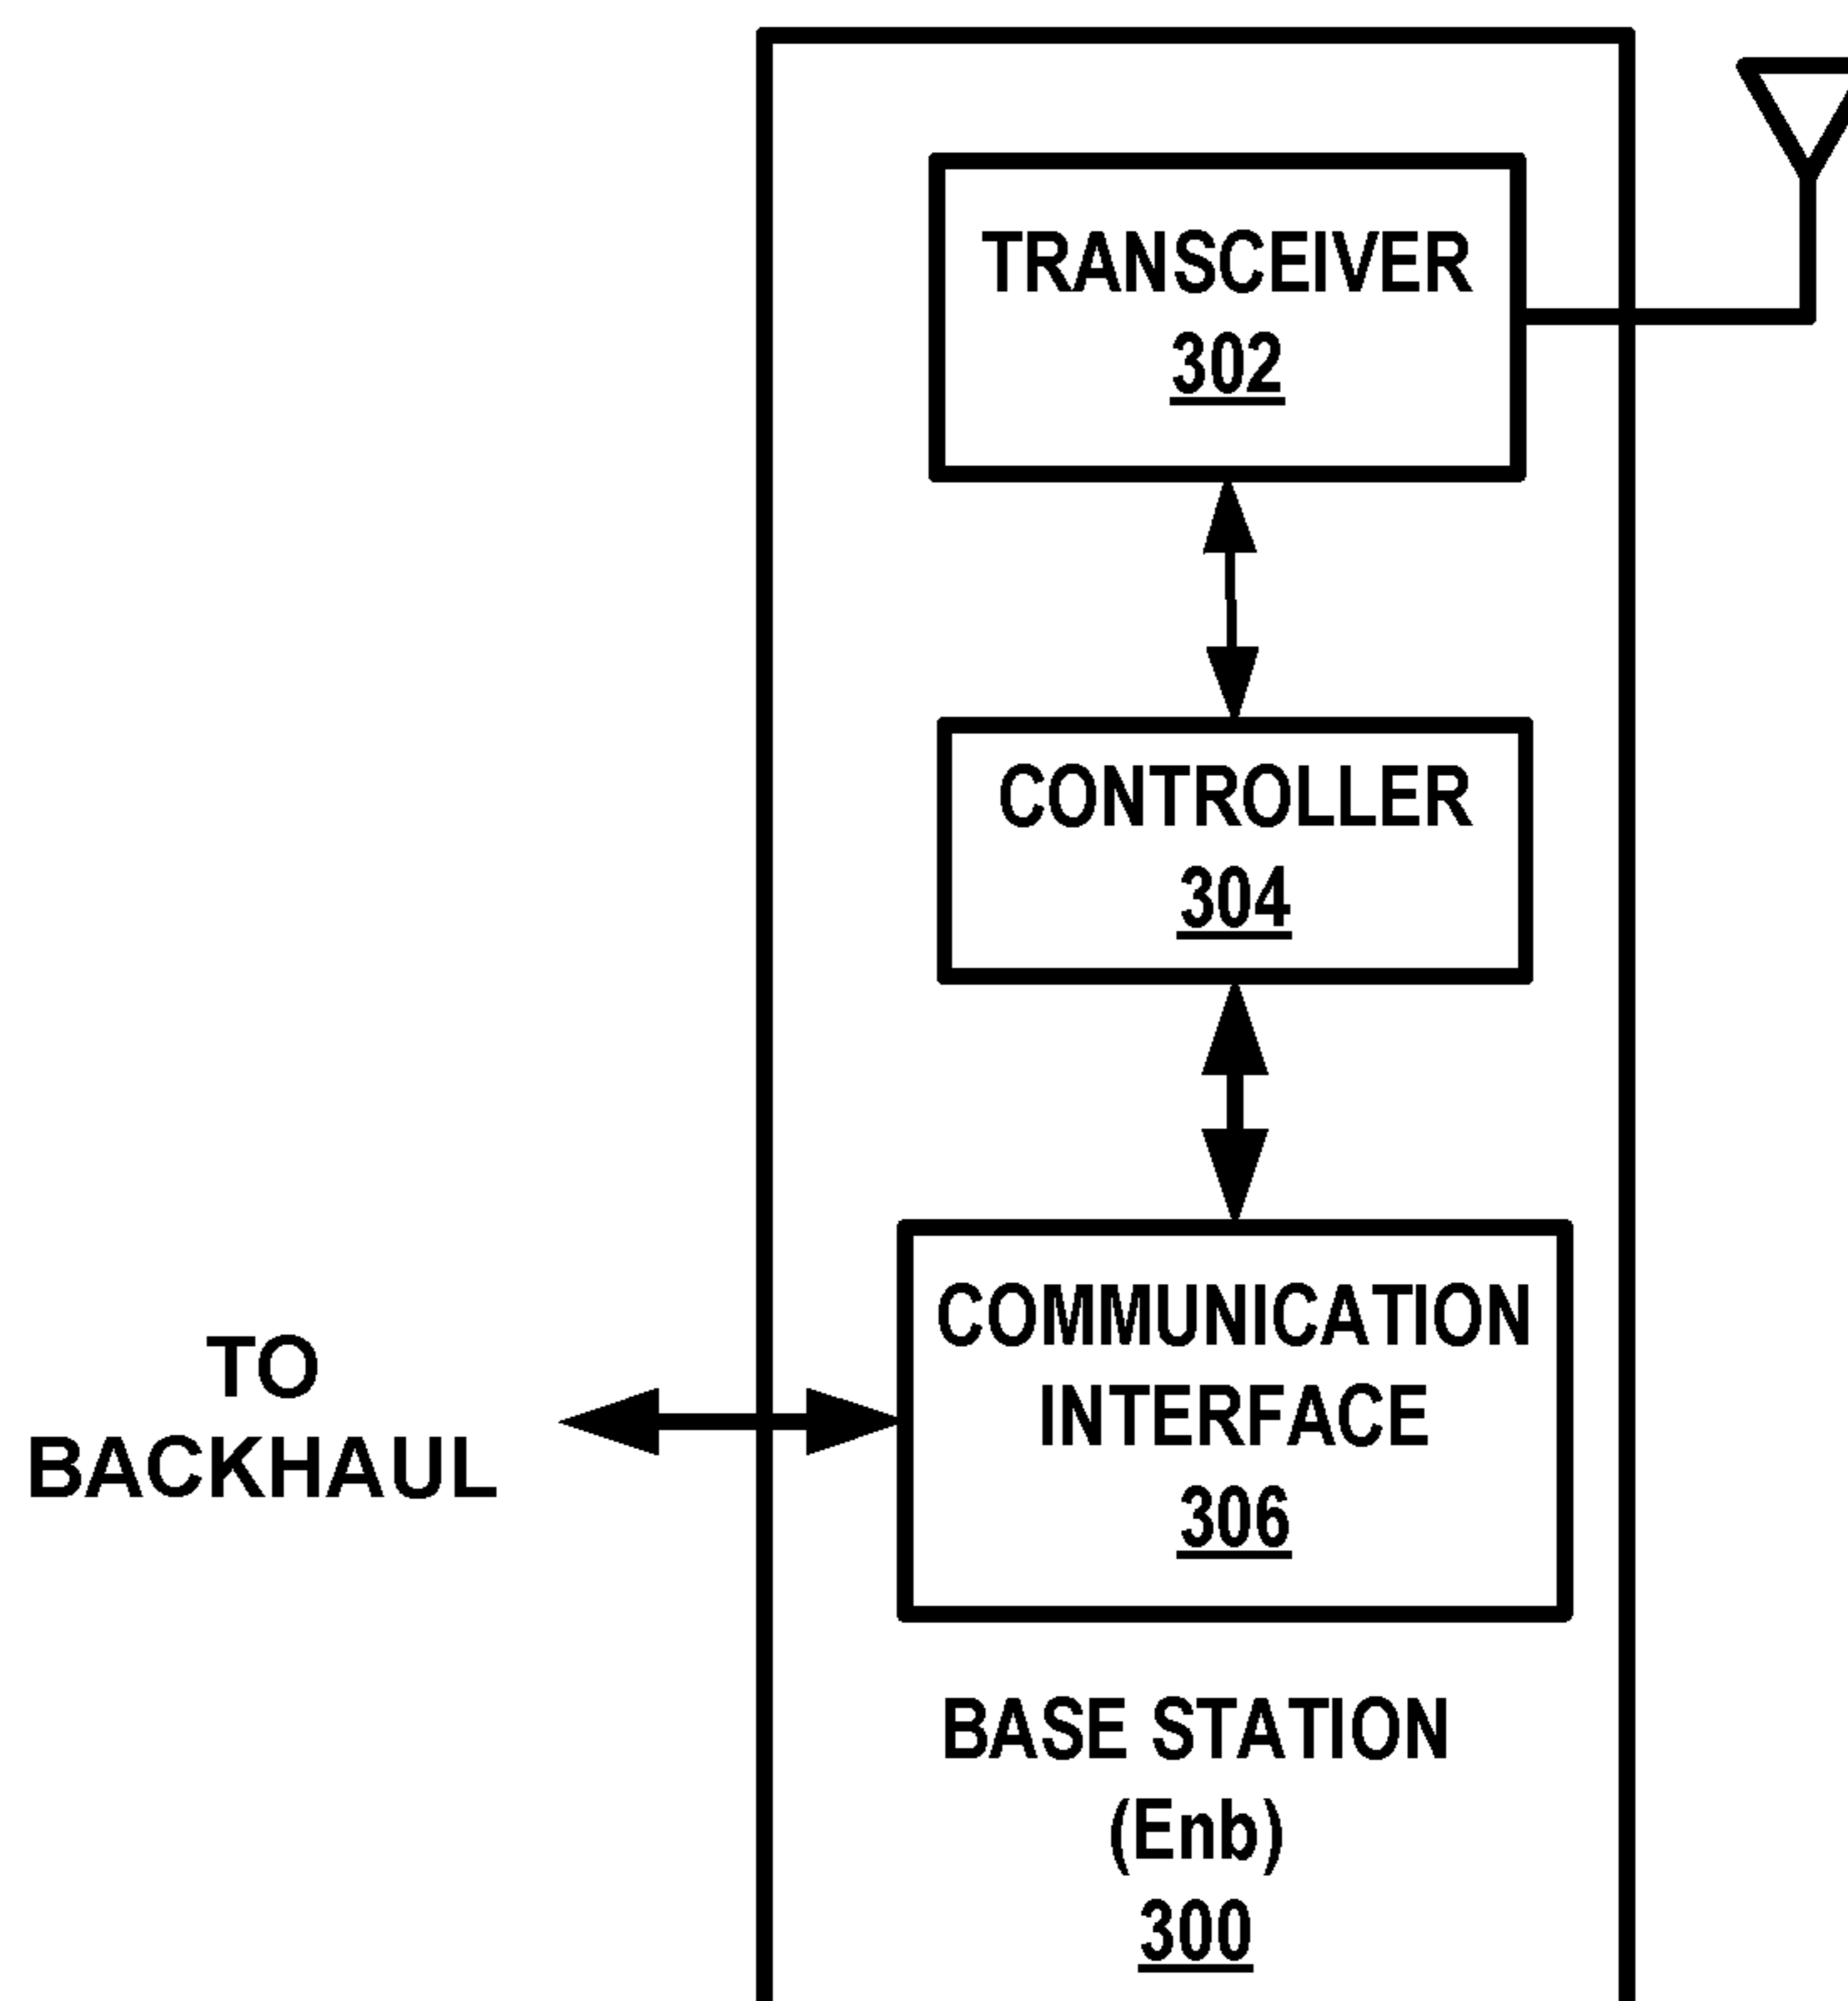 TRANSCEIVER
302
CONTROLLER
304
COMMUNICATION
INTERFACE
306
TO
BACKHAUL
BASE STATION
(Enb)
300